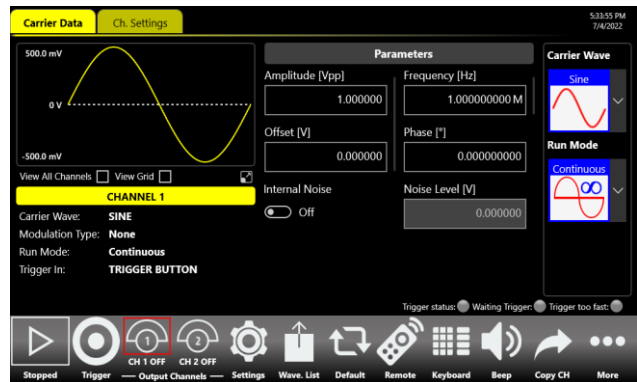 Carrier Data
Ch. Settings
5:33:55 PM
7/4/2022
500.0 mV
0 V
-500.0 mV
View All Channels
View Grid
CHANNEL 1
Carrier Wave: SINE
Modulation Type: None
Run Mode: Continuous
Trigger In: TRIGGER BUTTON
Parameters
Amplitude [Vpp]
1.000000
Frequency [Hz]
1.000000000 M
Offset [V]
0.000000
Phase [°]
0.000000000
Internal Noise
Off
Noise Level [V]
0.000000
Carrier Wave
Sine
Run Mode
Continuous
∞
Trigger status:
Waiting Trigger:
Trigger too fast:
1
2
CH 1 OFF
CH 2 OFF
Stopped
Trigger
Output Channels
Settings
Wave. List
Default
Remote
Keyboard
Beep
Copy CH
More